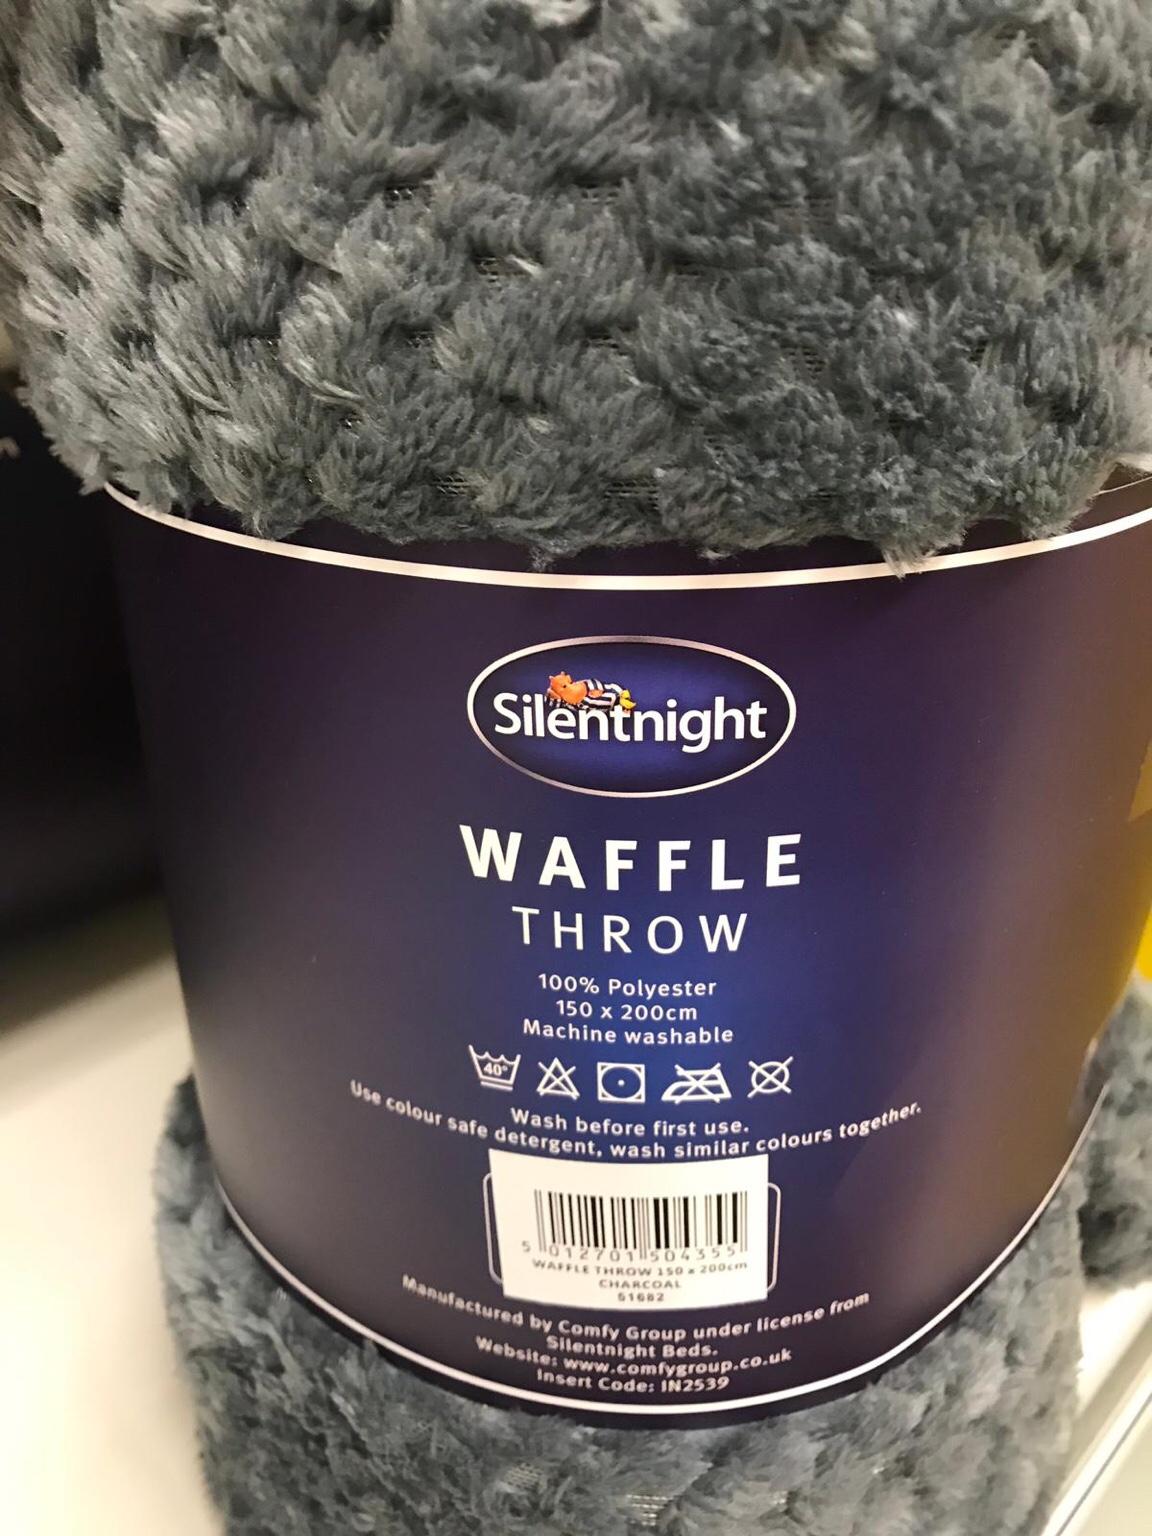 Silentnight
WAFFLE
THROW
100% Polyester
150 x 200cm
Machine washable
40°
Wash before first use.
Use colour safe detergent, wash similar colours together.
5 012701 504355
WAFFLE THROW 150 x 200cm
CHARCOAL
51682
Manufactured by Comfy Group under license from
Silentnight Beds.
Website: www.comfygroup.co.uk
Insert Code: IN2539